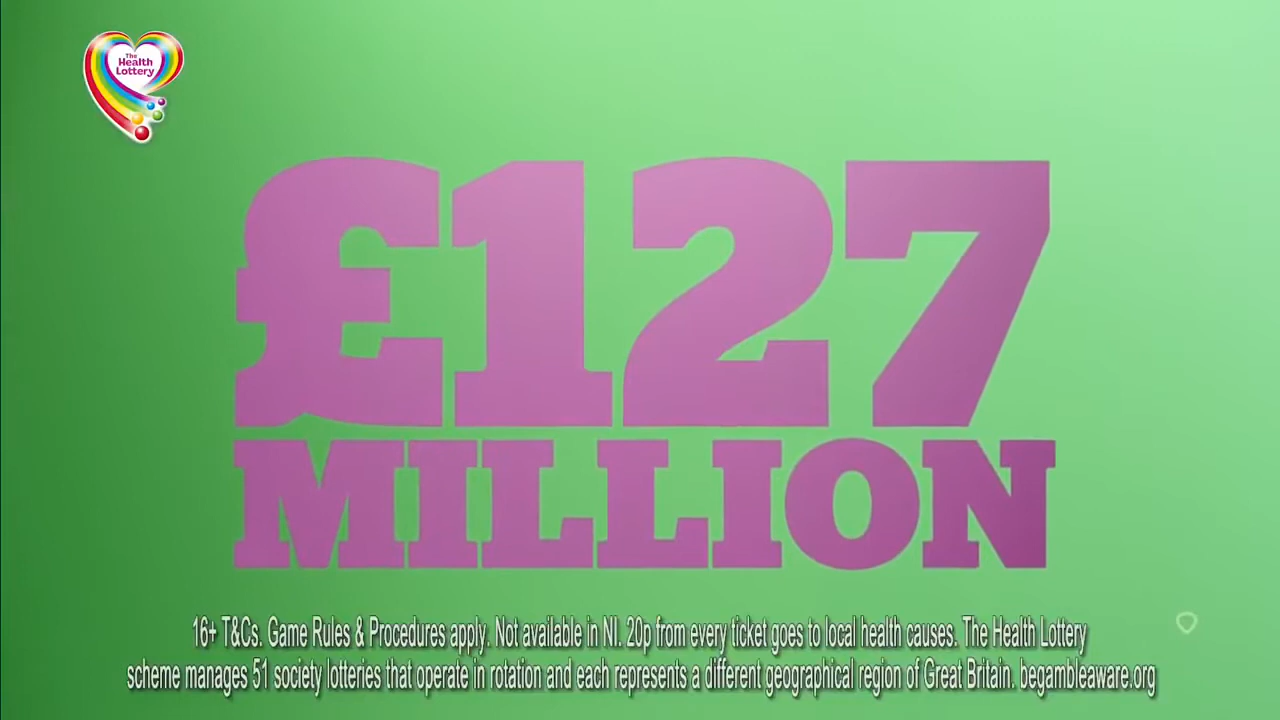 The
Health
Lottery
£127
MILLION
16+ T&Cs. Game Rules & Procedures apply. Not available in NI. 20p from every ticket goes to local health causes. The Health Lottery
scheme manages 51 society lotteries that operate in rotation and each represents a different geographical region of Great Britain. begambleaware.org